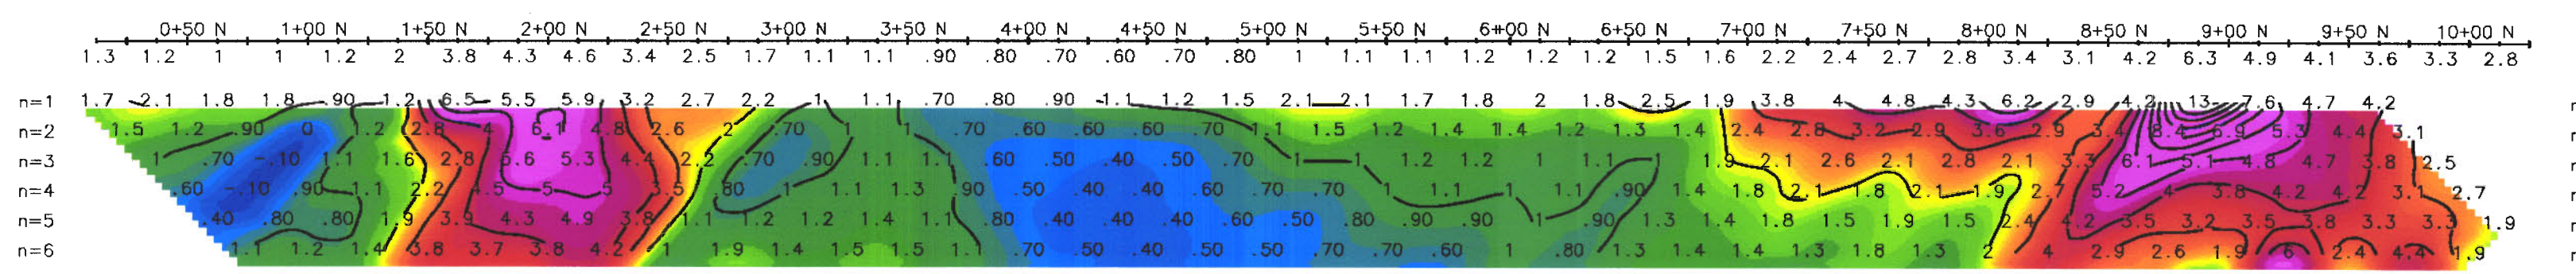 0+50 N 1+00 N 1+50 N 2+00 N 2+50 N 3+00 N 3+50 N 4+00 N 4+50 N 5+00 N 5+50 N 6+00 N 6+50 N 7+00 N 7+50 N 8+00 N 8+50 N 9+00 N 9+50 N 10+00 N
1.3 1.2 1 1 1.2 2 3.8 4.3 4.6 3.4 2.5 1.7 1.1 1.1 .90 .80 .70 .60 .70 .80 1 1.1 1.1 1.2 1.2 1.2 1.5 1.6 2.2 2.4 2.7 2.8 3.4 3.1 4.2 6.3 4.9 4.1 3.6 3.3 2.8
n=1 1.7 2.1 1.8 1.8 .90 1.2 6.5 5.5 5.9 3.2 2.7 2.2 1 1.1 .70 .80 .90 1.1 1.2 1.5 2.1 2.1 1.7 1.8 2 1.8 2.5 1.9 3.8 4 4.8 4.3 6.2 2.9 4.2 13 7.6 4.7 4.2
n=2 1.5 1.2 .90 0 1.2 2.8 4 6.1 4.8 2.6 2 .70 1 1 .70 .60 .60 .60 .70 1.1 1.5 1.2 1.4 1.4 1.2 1.3 1.4 2.4 2.8 3.2 2.9 3.6 2.9 3.4 8.4 6.9 5.3 4.4 3.1
n=3 1 .70 -.10 1.1 1.6 2.8 5.6 5.3 4.4 2.2 .70 .90 1.1 1.1 .60 .50 .40 .50 .70 1 1 1.2 1.2 1 1.1 1 1.9 2.1 2.6 2.1 2.8 2.1 3.3 6.1 5.1 4.8 4.7 3.8 2.5
n=4 .60 -.10 .90 1.1 2.2 4.5 5 5 3.5 .80 1 1.1 1.3 .90 .50 .40 .40 .60 .70 .70 1 1.1 1 1.1 .90 1.4 1.8 2.1 1.8 2.1 1.9 2.7 5.2 4 3.8 4.2 4.2 3.1 2.7
n=5 .40 .80 .80 1.9 3.9 4.3 4.9 3.8 1.1 1.2 1.2 1.4 1.1 .80 .40 .40 .40 .60 .50 .80 .90 .90 1 .90 1.3 1.4 1.8 1.5 1.9 1.5 2.4 4.2 3.5 3.2 3.5 3.8 3.3 3.3 1.9
n=6 1.1 1.2 1.4 3.8 3.7 3.8 4.2 1 1.9 1.4 1.5 1.5 1.1 .70 .50 .40 .50 .50 .70 .70 .60 1 .80 1.3 1.4 1.4 1.3 1.8 1.3 2 4 2.9 2.6 1.9 6 2.4 4.4 1.9